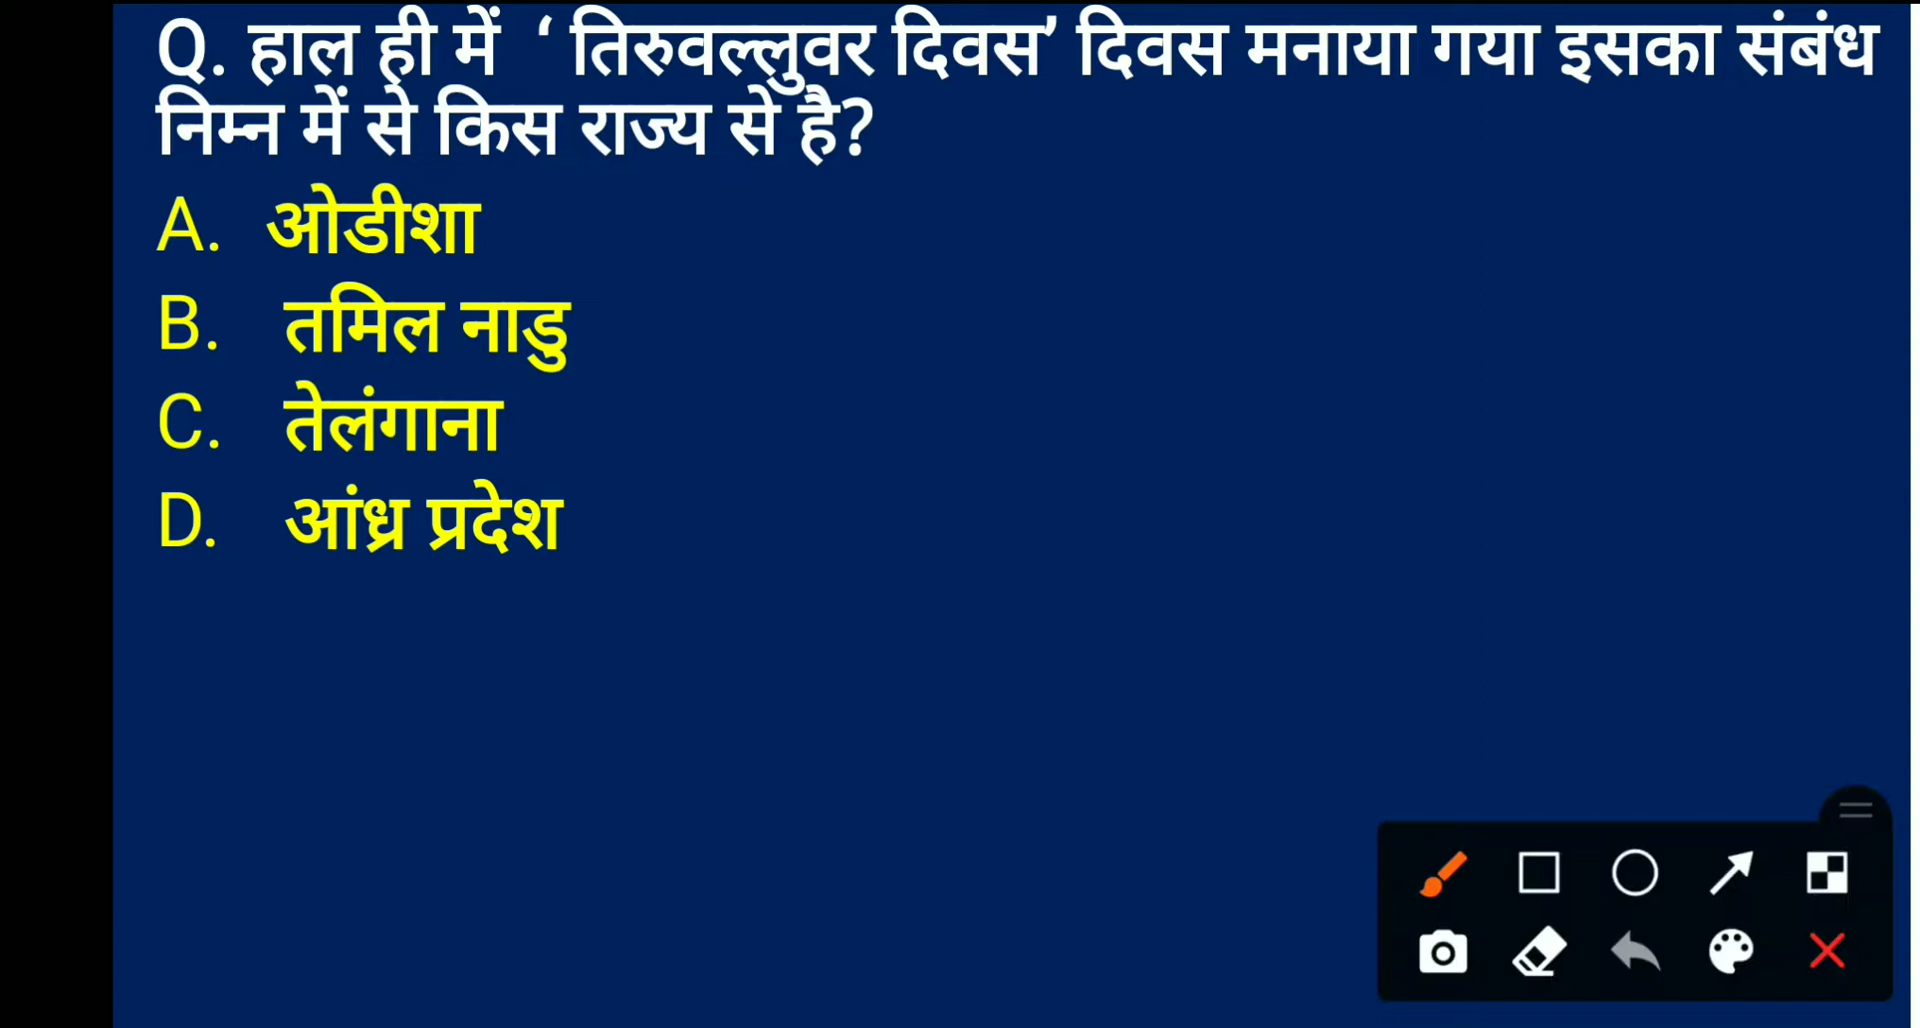 Q. हाल ही में ‘ तिरुवल्लुवर दिवस’ दिवस मनाया गया इसका संबंध
निम्न में से किस राज्य से है?
A. ओडीशा
B. तमिल नाडु
C. तेलंगाना
D. आंध्र प्रदेश